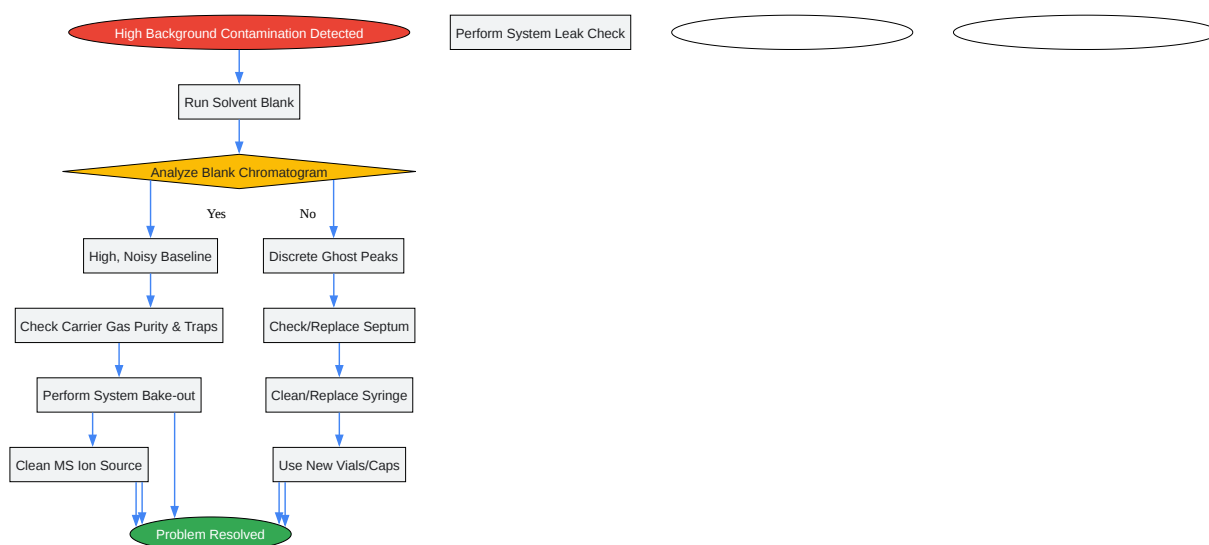 High Background Contamination Detected
Perform System Leak Check
Run Solvent Blank
Analyze Blank Chromatogram
Yes
No
High, Noisy Baseline
Discrete Ghost Peaks
Check Carrier Gas Purity & Traps
Check/Replace Septum
Perform System Bake-out
Clean/Replace Syringe
Clean MS Ion Source
Use New Vials/Caps
Problem Resolved